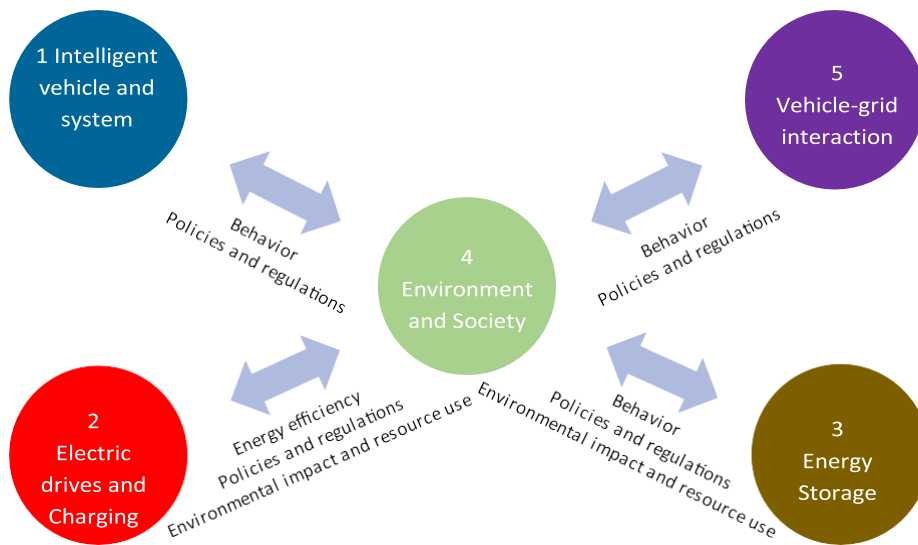 1 Intelligent
vehicle and
system
5
Vehicle-grid
interaction
Behavior
Policies and regulations
Behavior
Policies and regulations
4
Environment
and Society
2
Electric
drives and
Charging
Energy efficiency
Policies and regulations
Environmental impact and resource use
Behavior
Policies and regulations
Environmental impact and resource use
3
Energy
Storage